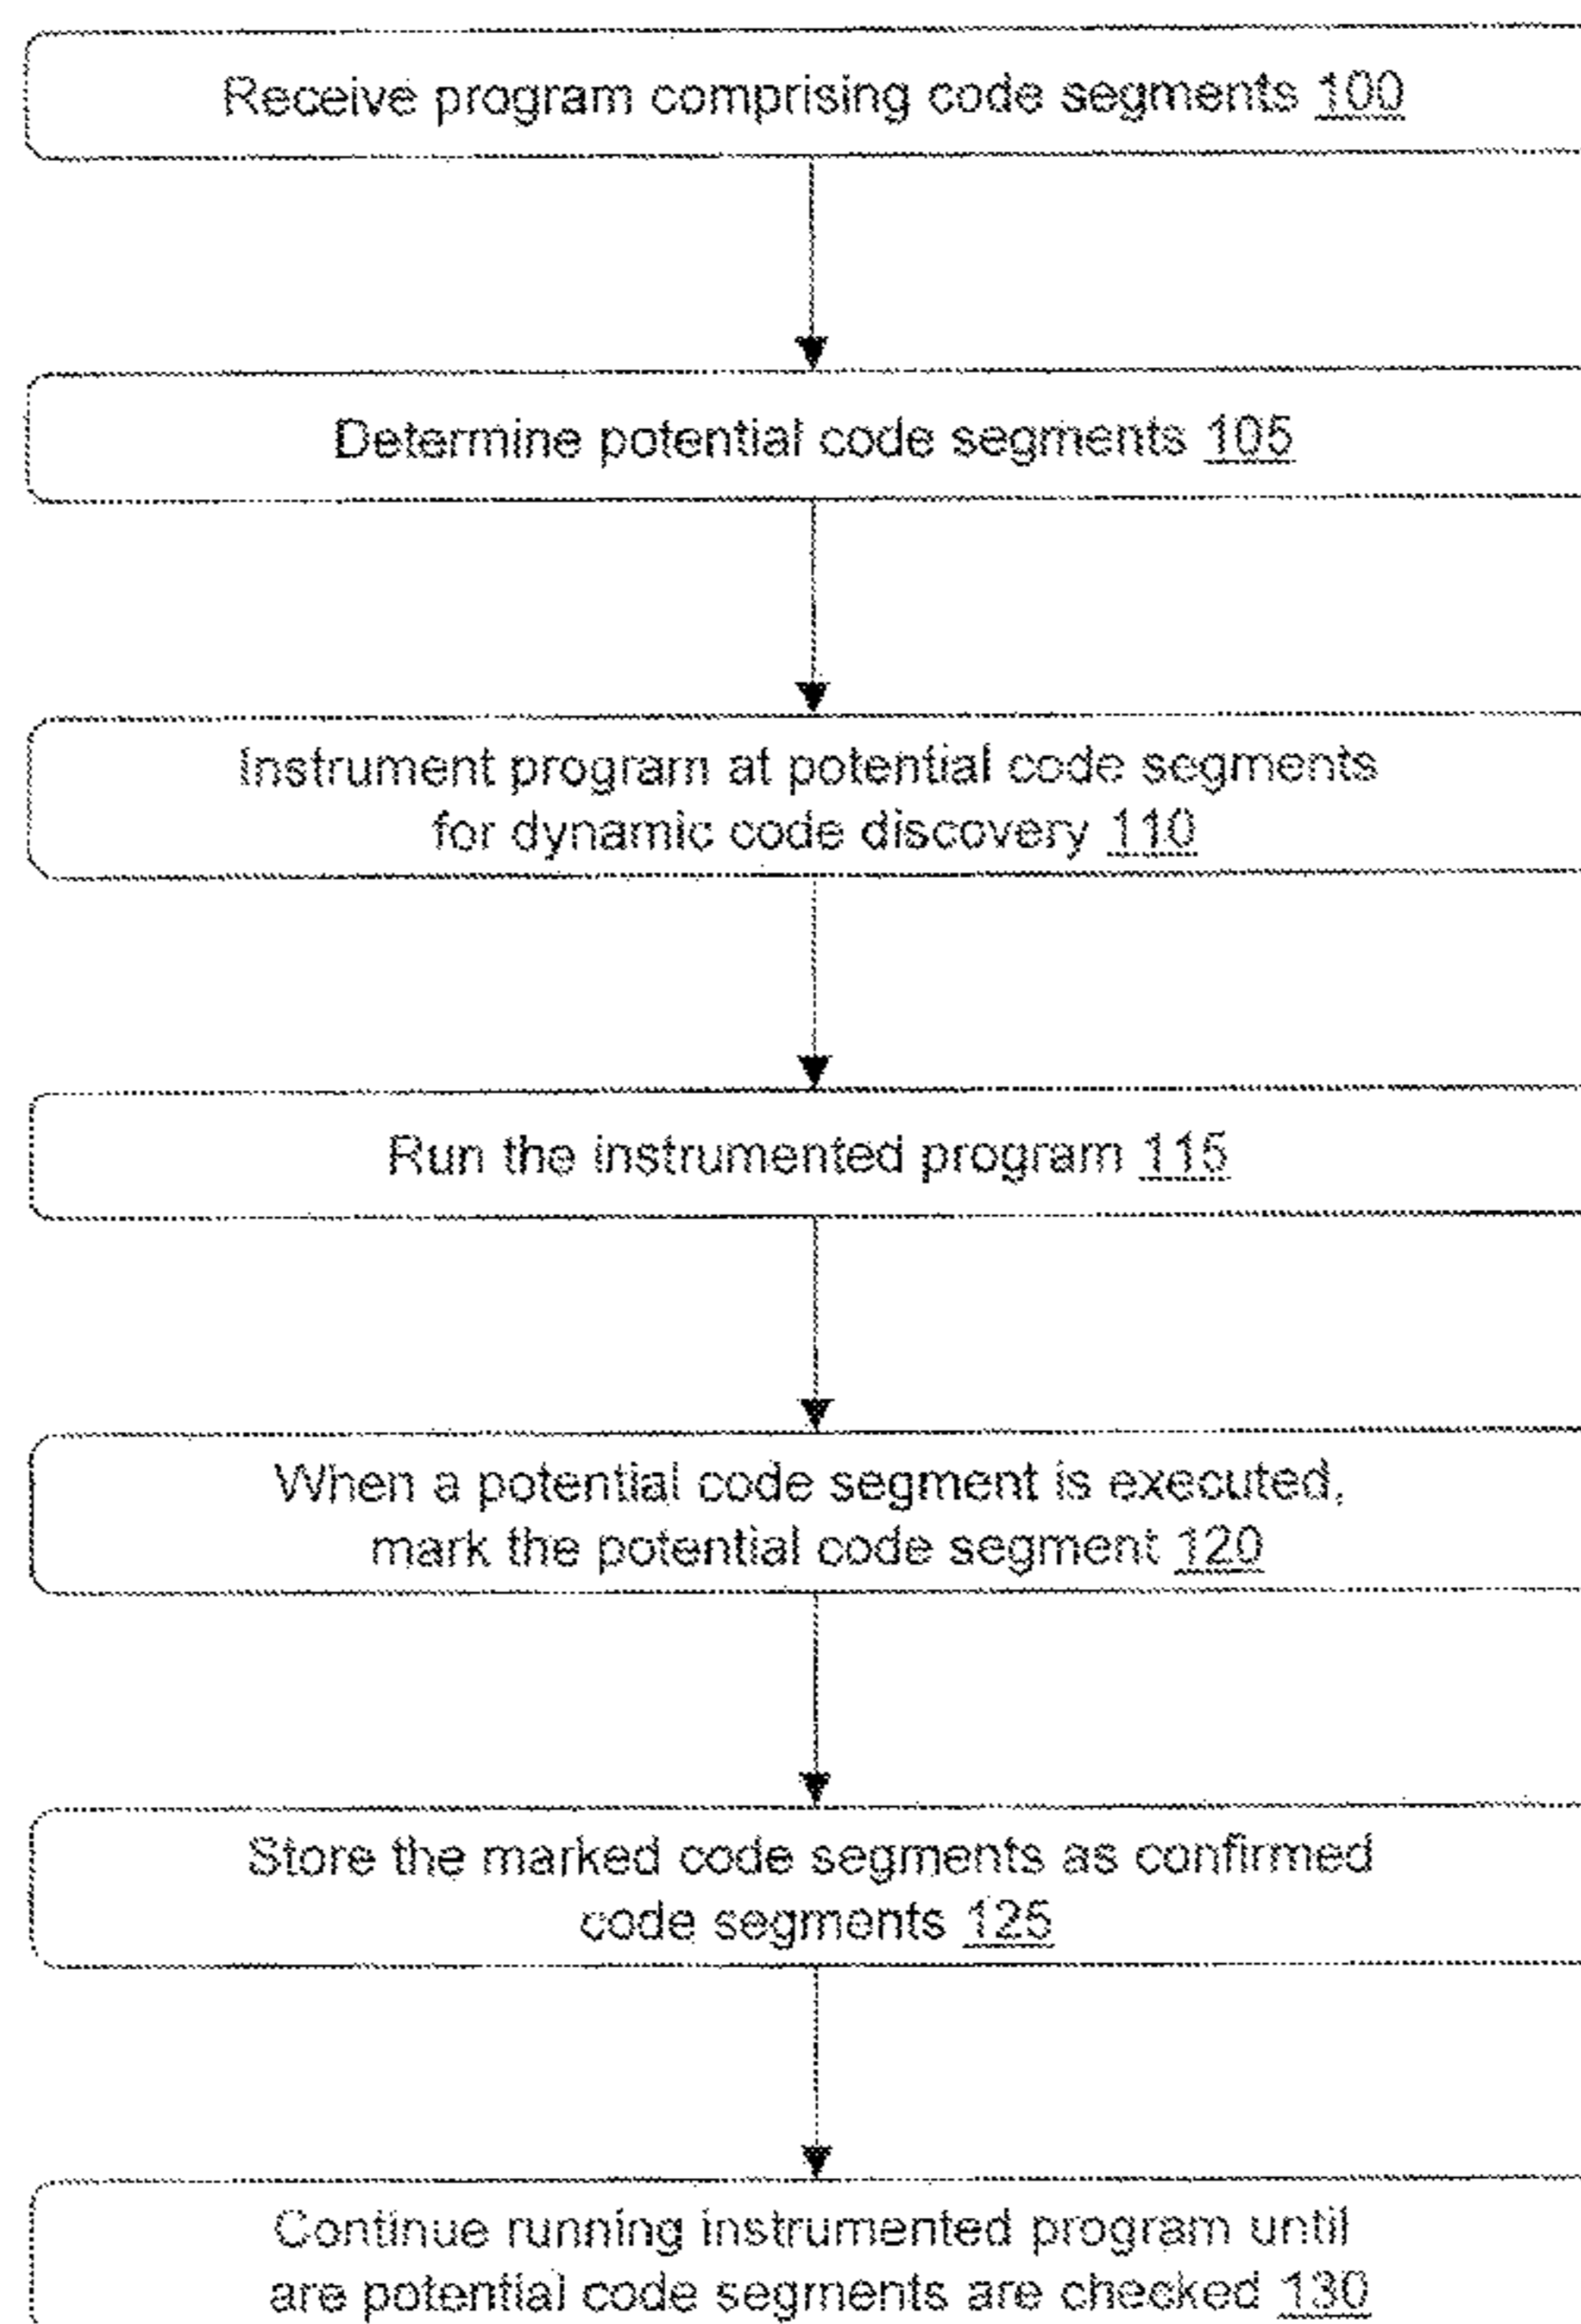 Receive program comprising code segments 100
Determine potential code segments 105
Instrument program at potential code segments
for dynamic code discovery 110
Run the instrumented program 115
When a potential code segment is executed,
mark the potential code segment 120
Store the marked code segments as confirmed
code segments 125
Continue running instrumented program until
are potential code segments are checked 130